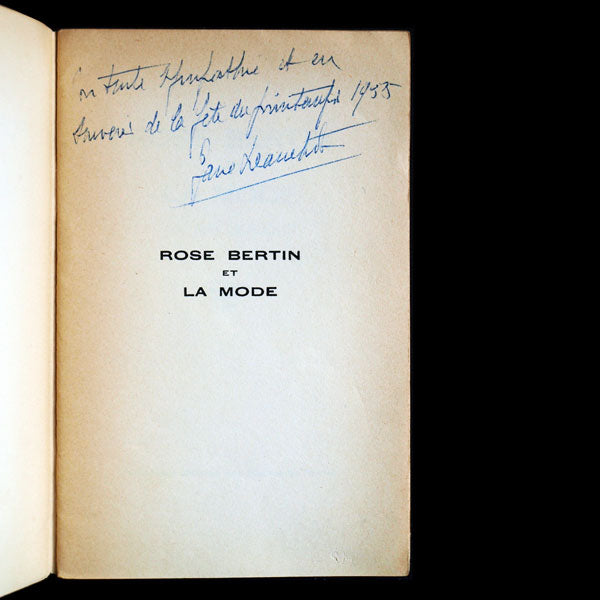 En toute Sympathie et en
souvenir de la fête du printemps 1955
ROSE BERTIN
ET
LA MODE